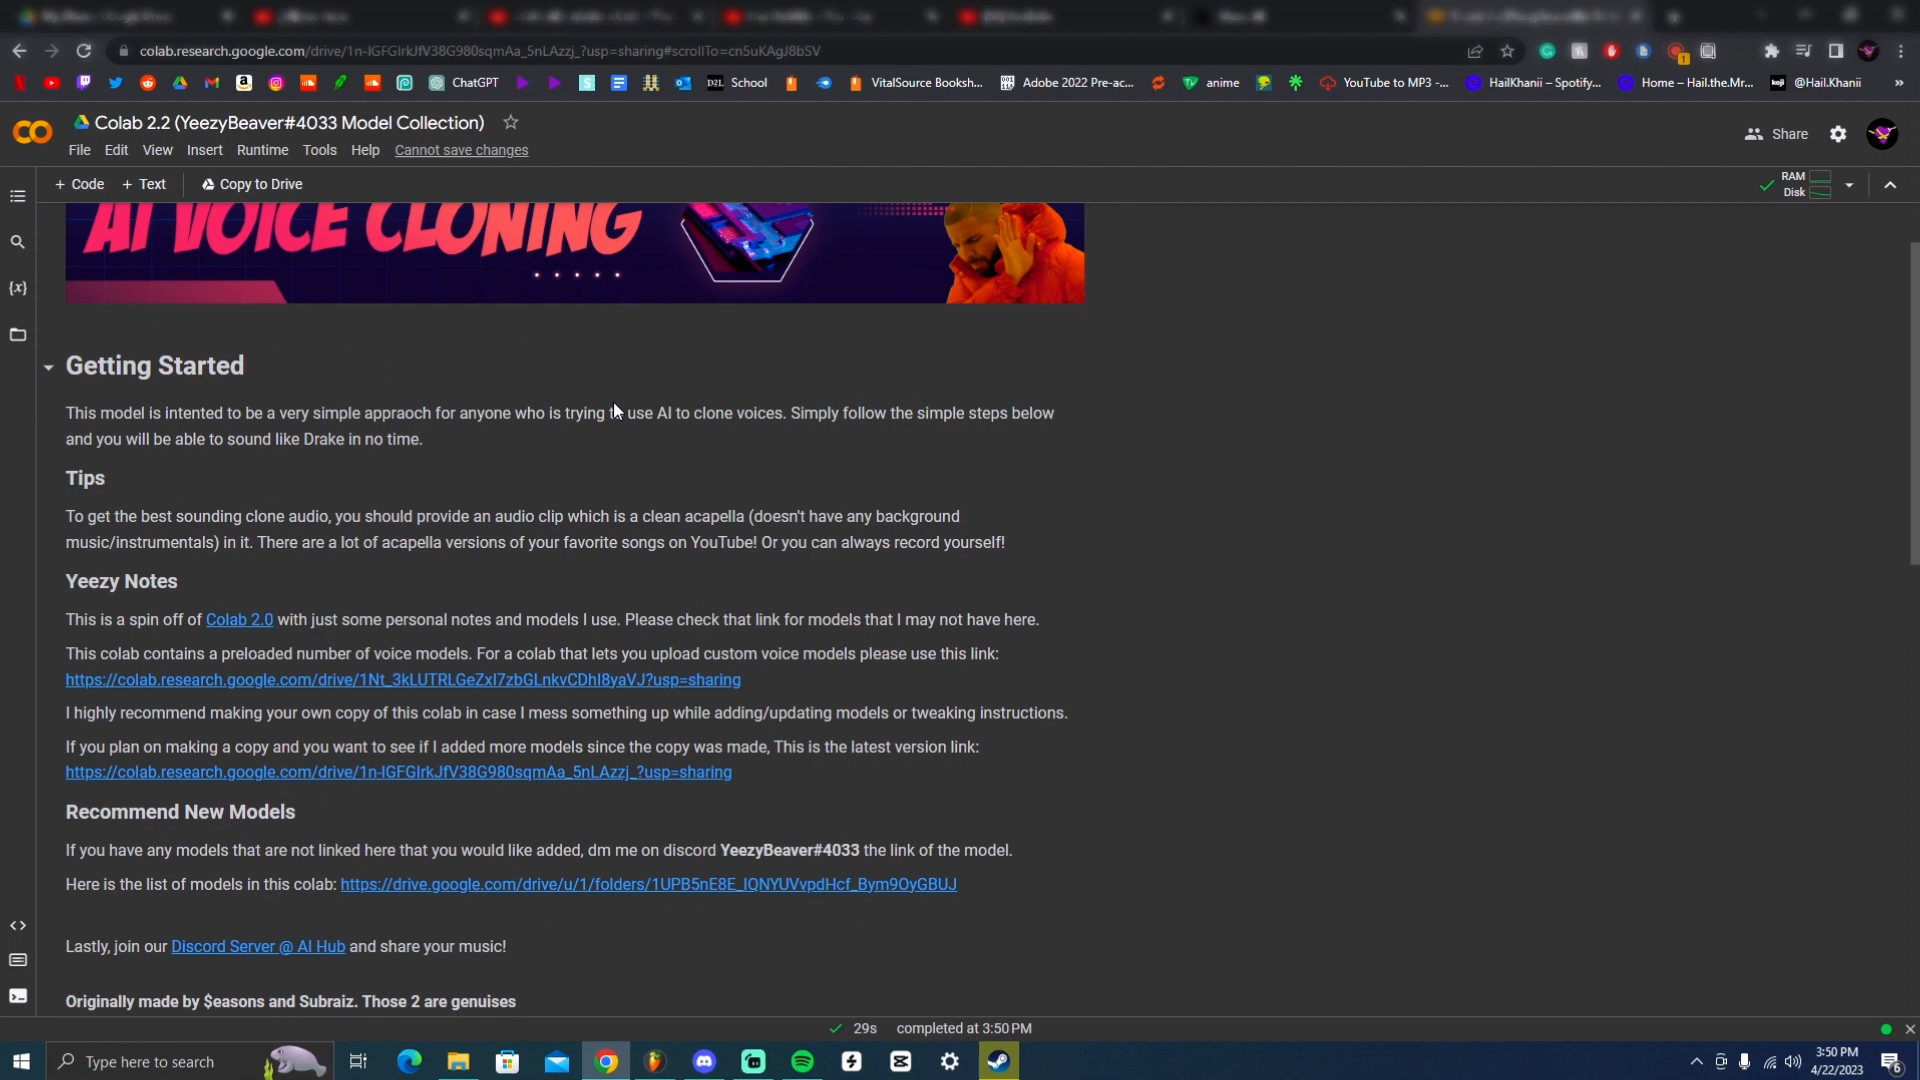 colab.research.google.com/drive/1n-IGFGIrkJfV38G980sqmAa_5nLAzzj_?usp=sharing#scrollTo=cn5uKAgJ8bSV
ChatGPT
D2L School
VitalSource Booksh...
Adobe 2022 Pre-ac...
anime
YouTube to MP3 -...
HailKhanii – Spotify...
Home – Hail.the.Mr...
koji @Hail.Khanii
»
CO Colab 2.2 (YeezyBeaver#4033 Model Collection)
File Edit View Insert Runtime Tools Help Cannot save changes
Share
+ Code + Text Copy to Drive
RAM
Disk
AI VOICE CLONING
{x}
Getting Started
This model is intented to be a very simple appraoch for anyone who is trying to use AI to clone voices. Simply follow the simple steps below
and you will be able to sound like Drake in no time.
Tips
To get the best sounding clone audio, you should provide an audio clip which is a clean acapella (doesn't have any background
music/instrumentals) in it. There are a lot of acapella versions of your favorite songs on YouTube! Or you can always record yourself!
Yeezy Notes
This is a spin off of Colab 2.0 with just some personal notes and models I use. Please check that link for models that I may not have here.
This colab contains a preloaded number of voice models. For a colab that lets you upload custom voice models please use this link:
https://colab.research.google.com/drive/1Nt_3kLUTRLGeZxI7zbGLnkvCDhI8yaVJ?usp=sharing
I highly recommend making your own copy of this colab in case I mess something up while adding/updating models or tweaking instructions.
If you plan on making a copy and you want to see if I added more models since the copy was made, This is the latest version link:
https://colab.research.google.com/drive/1n-IGFGIrkJfV38G980sqmAa_5nLAzzj_?usp=sharing
Recommend New Models
If you have any models that are not linked here that you would like added, dm me on discord YeezyBeaver#4033 the link of the model.
Here is the list of models in this colab: https://drive.google.com/drive/u/1/folders/1UPB5nE8E_IQNYUVvpdHcf_Bym9OyGBUJ
Lastly, join our Discord Server @ AI Hub and share your music!
Originally made by $easons and Subraiz. Those 2 are genuises
29s completed at 3:50 PM
Type here to search
3:50 PM
4/22/2023
6